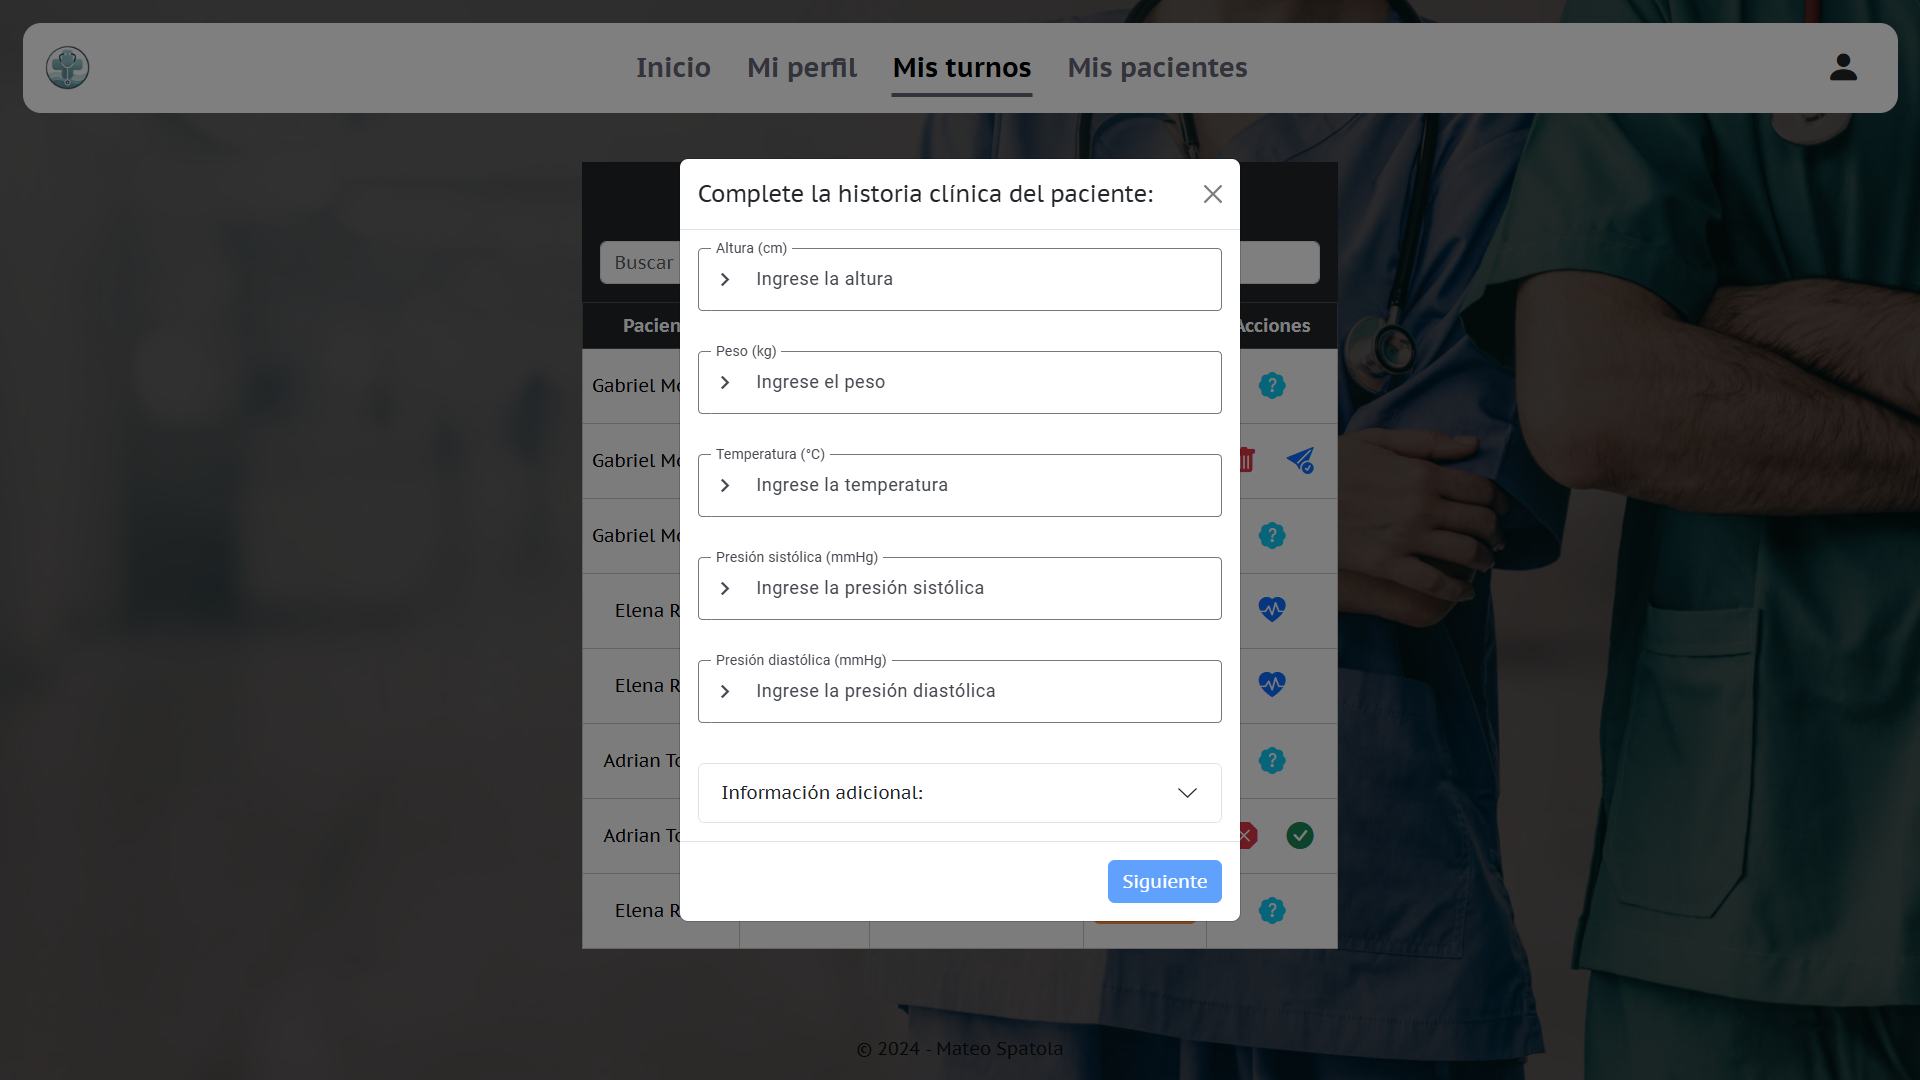 Inicio Mi perfil Mis turnos Mis pacientes
Complete la historia clínica del paciente:
Buscar
Altura (cm)
Ingrese la altura
Acciones
Peso (kg)
Ingrese el peso
Gabriel
Temperatura (°C)
Ingrese la temperatura
Gabriel
Presión sistólica (mmHg)
Ingrese la presión sistólica
Gabriel
Elena R
Presión diastólica (mmHg)
Ingrese la presión diastólica
Elena R
Información adicional:
Adrian
Adrian
Siguiente
Elena R
© 2024 - Mateo Spatola